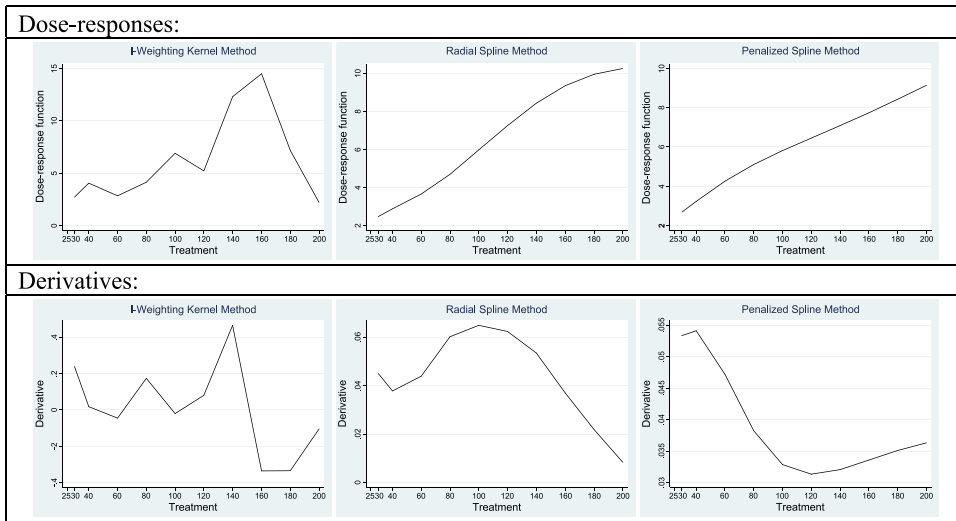 Dose-responses:
I-Weighting Kernel Method
Dose-response function
0 5 10 15
2530 40 60 80 100 120 140 160 180 200
Treatment
Radial Spline Method
Dose-response function
2 4 6 8 10
2530 40 60 80 100 120 140 160 180 200
Treatment
Penalized Spline Method
Dose-response function
2 4 6 8 10
2530 40 60 80 100 120 140 160 180 200
Treatment
Derivatives:
I-Weighting Kernel Method
Derivative
-.4 -.2 0 .2 .4
2530 40 60 80 100 120 140 160 180 200
Treatment
Radial Spline Method
Derivative
0 .02 .04 .06
2530 40 60 80 100 120 140 160 180 200
Treatment
Penalized Spline Method
Derivative
.03 .035 .04 .045 .05 .055
2530 40 60 80 100 120 140 160 180 200
Treatment